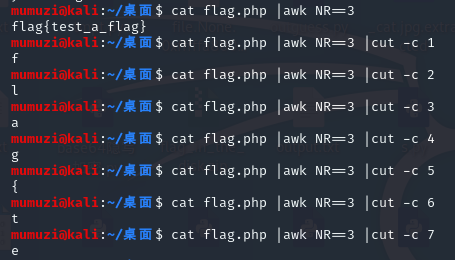 mumuzi@kali:~/桌面$ cat flag.php |awk NR==3
flag{test_a_flag}
mumuzi@kali:~/桌面$ cat flag.php |awk NR==3 |cut -c 1
f
mumuzi@kali:~/桌面$ cat flag.php |awk NR==3 |cut -c 2
l
mumuzi@kali:~/桌面$ cat flag.php |awk NR==3 |cut -c 3
a
mumuzi@kali:~/桌面$ cat flag.php |awk NR==3 |cut -c 4
g
mumuzi@kali:~/桌面$ cat flag.php |awk NR==3 |cut -c 5
{
mumuzi@kali:~/桌面$ cat flag.php |awk NR==3 |cut -c 6
t
mumuzi@kali:~/桌面$ cat flag.php |awk NR==3 |cut -c 7
e